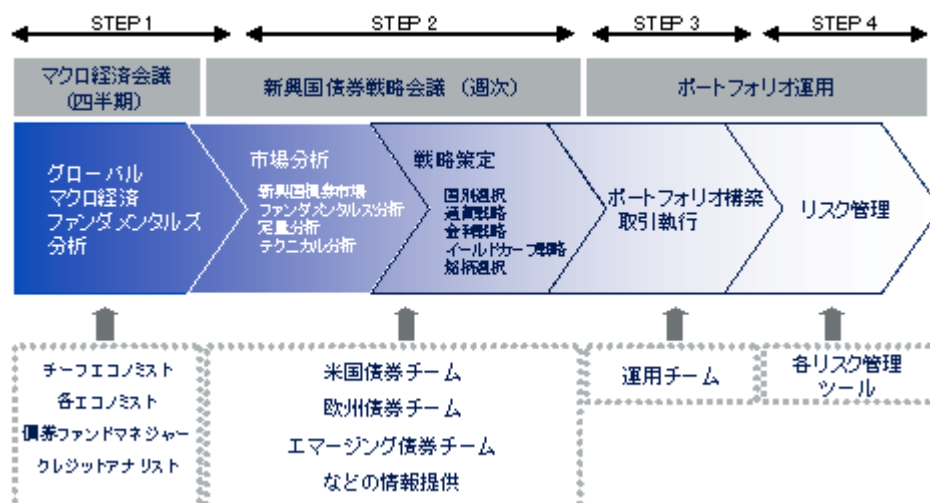 STEP 1
STEP 2
STEP 3
STEP 4
マクロ経済会議
(四半期)
新興国債券戦略会議 (週次)
ポートフォリオ運用
グローバル
マクロ経済
ファンダメンタルズ
分析
市場分析
新興国債券市場
ファンダメンタルズ分析
定量分析
テクニカル分析
戦略策定
国別選択
通貨戦略
金利戦略
イールドカーブ戦略
銘柄選択
ポートフォリオ構築
取引執行
リスク管理
チーフエコノミスト
各エコノミスト
債券ファンドマネジャー
クレジットアナリスト
米国債券チーム
欧州債券チーム
エマージング債券チーム
などの情報提供
運用チーム
各リスク管理
ツール